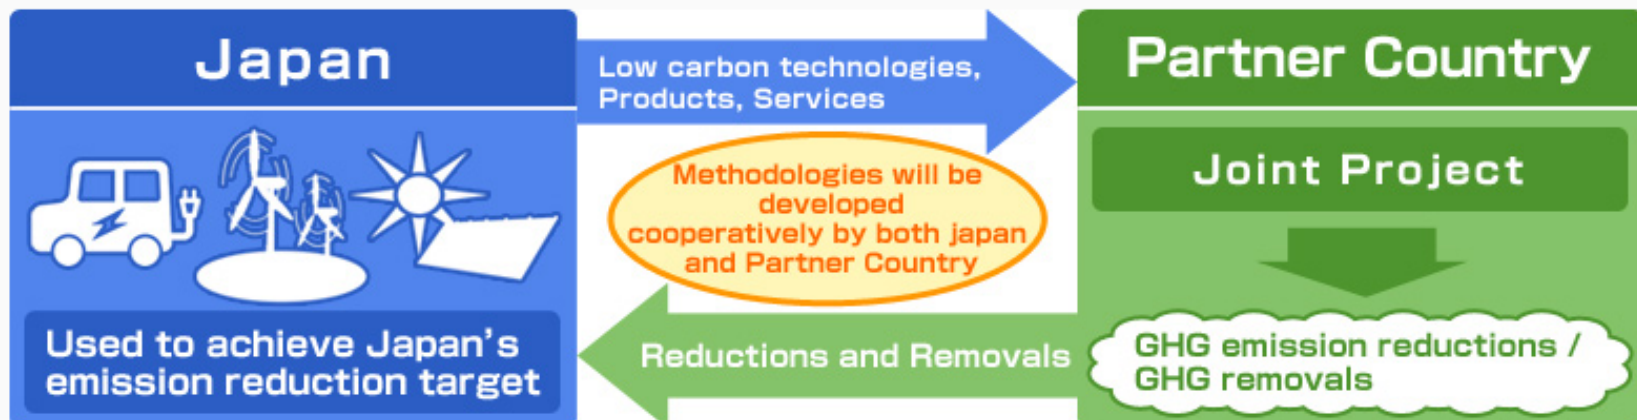 Japan
Low carbon technologies,
Products, Services
Partner Country
Joint Project
Methodologies will be
developed
cooperatively by both japan
and Partner Country
Used to achieve Japan's
emission reduction target
Reductions and Removals
GHG emission reductions /
GHG removals